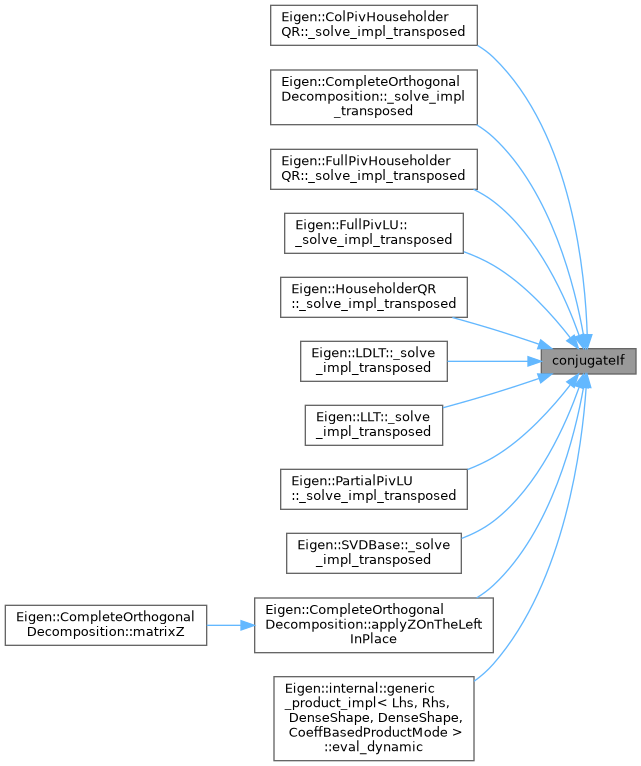 Eigen::ColPivHouseholder
QR::_solve_impl_transposed
Eigen::CompleteOrthogonal
Decomposition::_solve_impl
_transposed
Eigen::FullPivHouseholder
QR::_solve_impl_transposed
Eigen::FullPivLU::
_solve_impl_transposed
Eigen::HouseholderQR
::_solve_impl_transposed
Eigen::LDLT::_solve
_impl_transposed
conjugateIf
Eigen::LLT::_solve
_impl_transposed
Eigen::PartialPivLU
::_solve_impl_transposed
Eigen::SVDBase::_solve
_impl_transposed
Eigen::CompleteOrthogonal
Decomposition::matrixZ
Eigen::CompleteOrthogonal
Decomposition::applyZOnTheLeft
InPlace
Eigen::internal::generic
_product_impl< Lhs, Rhs,
DenseShape, DenseShape,
CoeffBasedProductMode >
::eval_dynamic